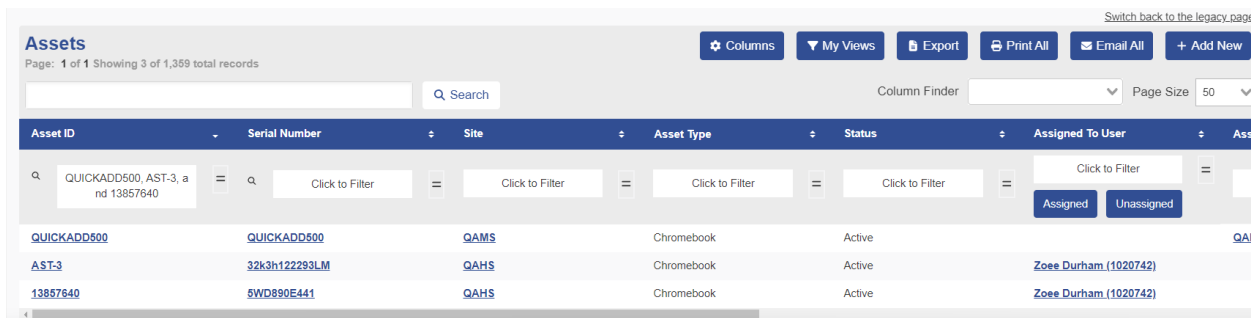 Switch back to the legacy page
Assets
Columns
My Views
Export
Print All
Email All
+ Add New
Page: 1 of 1 Showing 3 of 1,359 total records
Search
Column Finder
Page Size 50
Asset ID Serial Number Site Asset Type Status Assigned To User Ass
QUICKADD500, AST-3, a
nd 13857640
=
Click to Filter
=
Click to Filter
=
Click to Filter
=
Click to Filter
=
Click to Filter
=
Assigned
Unassigned
QUICKADD500 QUICKADD500 QAMS Chromebook Active
AST-3 32k3h122293LM QAHS Chromebook Active Zoee Durham (1020742)
13857640 5WD890E441 QAHS Chromebook Active Zoee Durham (1020742)